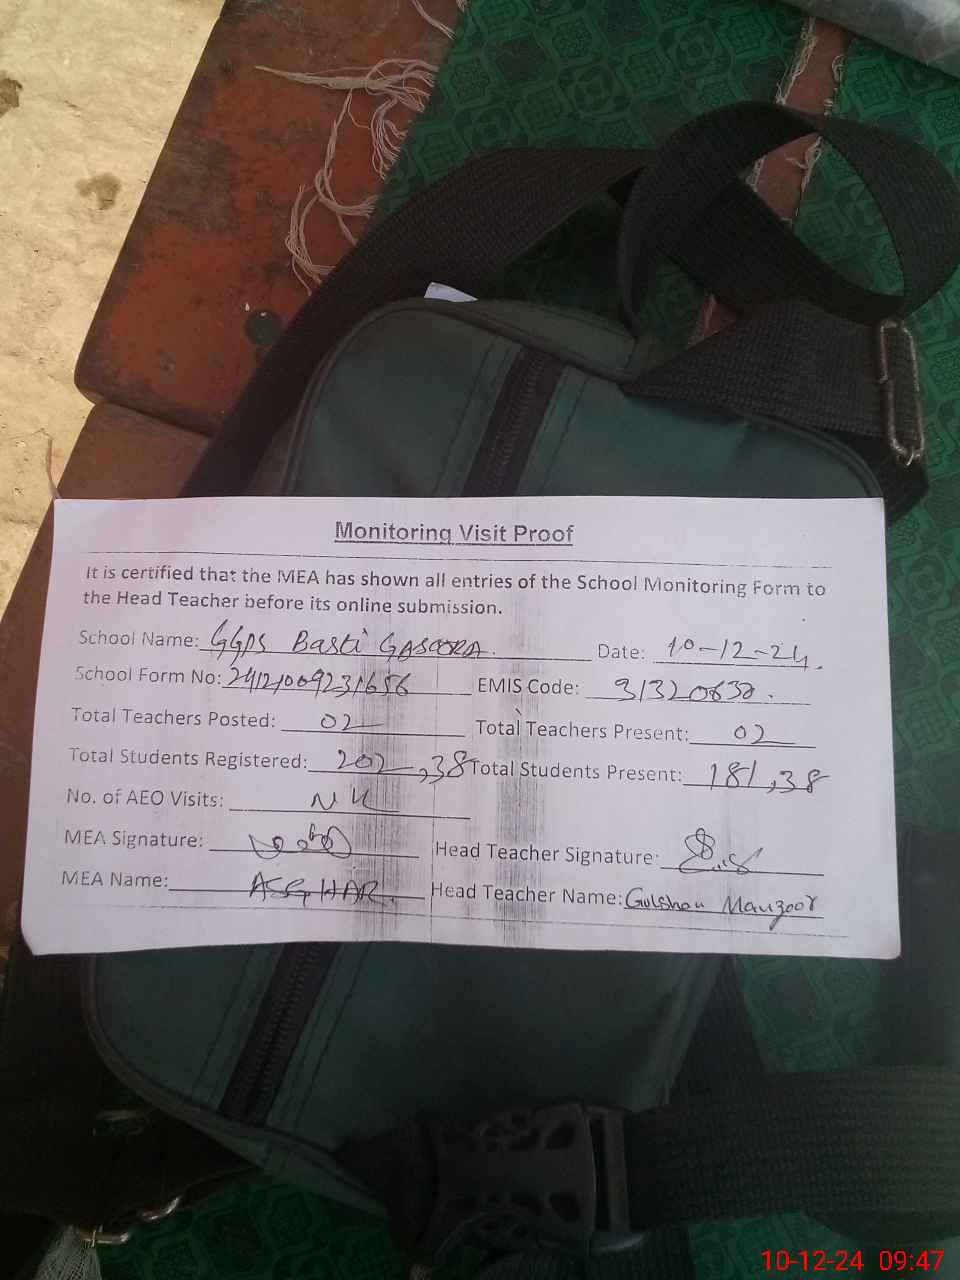 Monitoring Visit Proof
It is certified that the MEA has shown all entries of the School Monitoring Form to
the Head Teacher before its online submission.
School Name: GGPS Basti GASOORA. Date: 10-12-24.
School Form No: 24121009231656 EMIS Code: 31320638.
Total Teachers Posted: 02 Total Teachers Present: 02
Total Students Registered: 202,38 Total Students Present: 181,38
No. of AEO Visits: Nil
MEA Signature: Head Teacher Signature:
MEA Name: ASGHAR. Head Teacher Name: Gulshan Manzoor
10-12-24 09:47